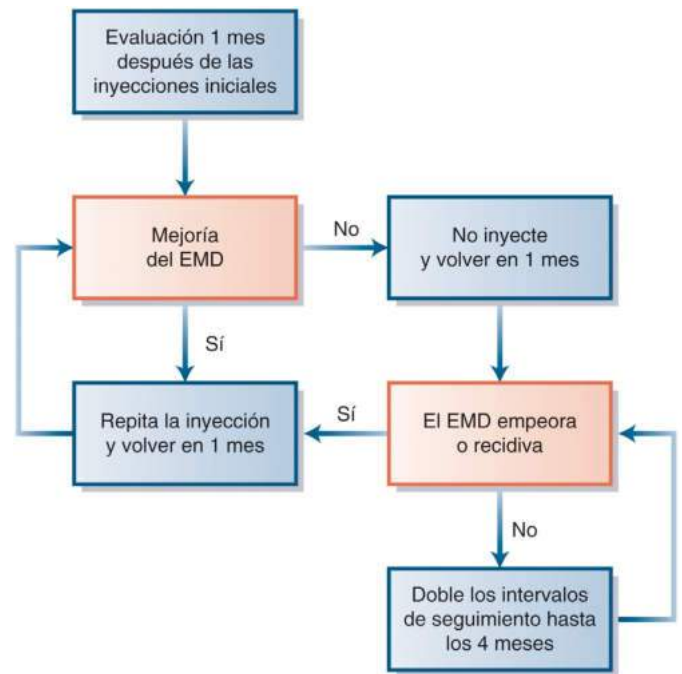 Evaluación 1 mes
después de las
inyecciones iniciales
Mejoría
del EMD
No
No inyecte
y volver en 1 mes
Sí
Repita la inyección
y volver en 1 mes
Sí
El EMD empeora
o recidiva
No
Doble los intervalos
de seguimiento hasta
los 4 meses